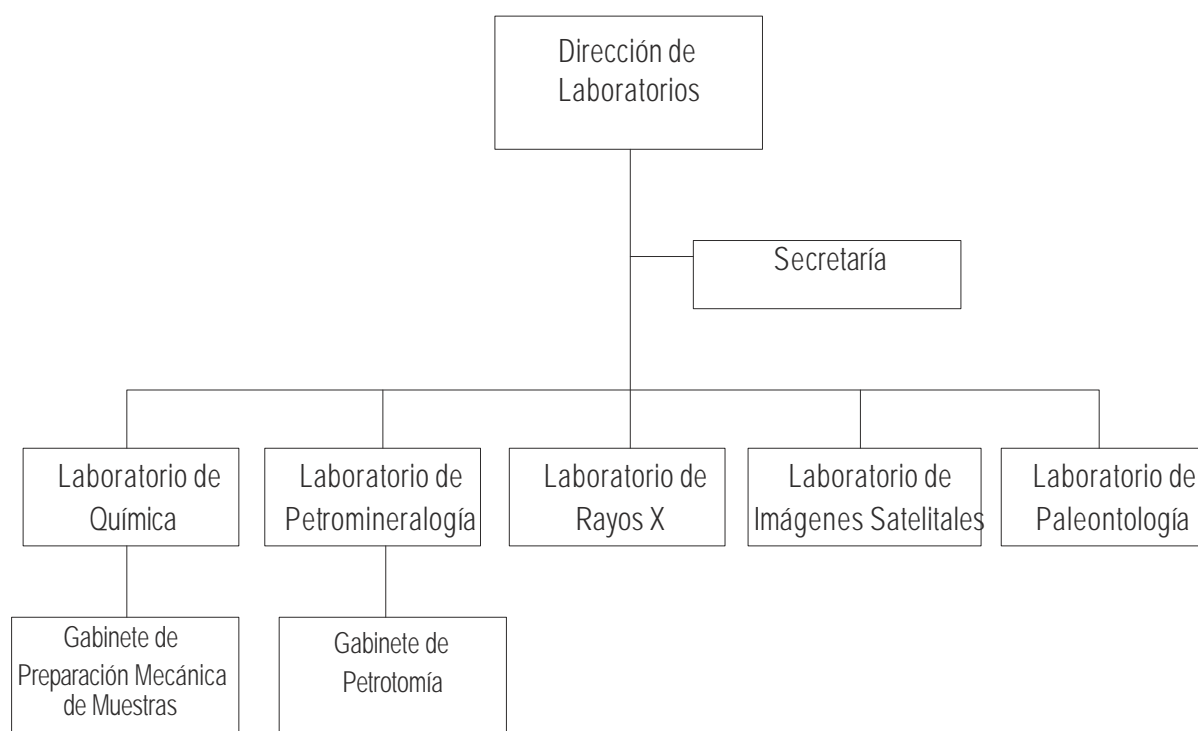 Dirección de
Laboratorios
Secretaría
Laboratorio de
Química
Laboratorio de
Petromineralogía
Laboratorio de
Rayos X
Laboratorio de
Imágenes Satelitales
Laboratorio de
Paleontología
Gabinete de
Preparación Mecánica
de Muestras
Gabinete de
Petrotomía